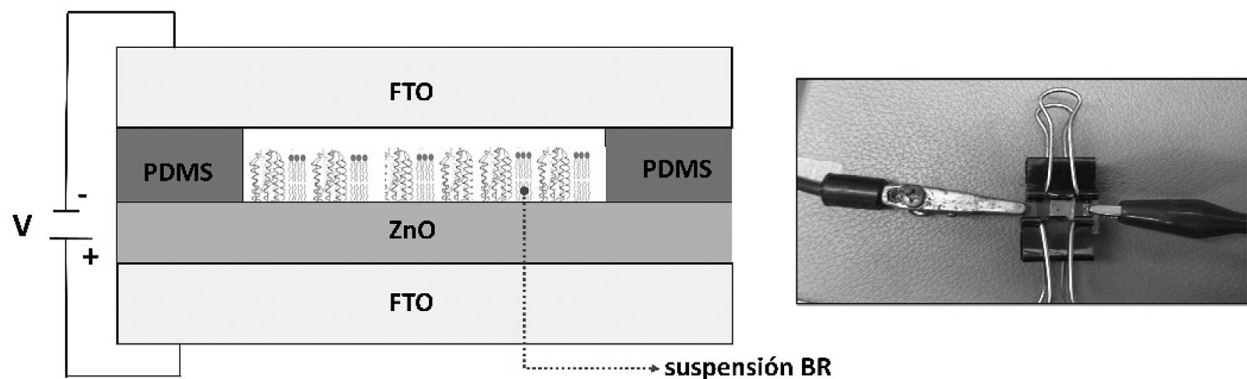 FTO
PDMS
PDMS
-
V
+
ZnO
FTO
suspensión BR